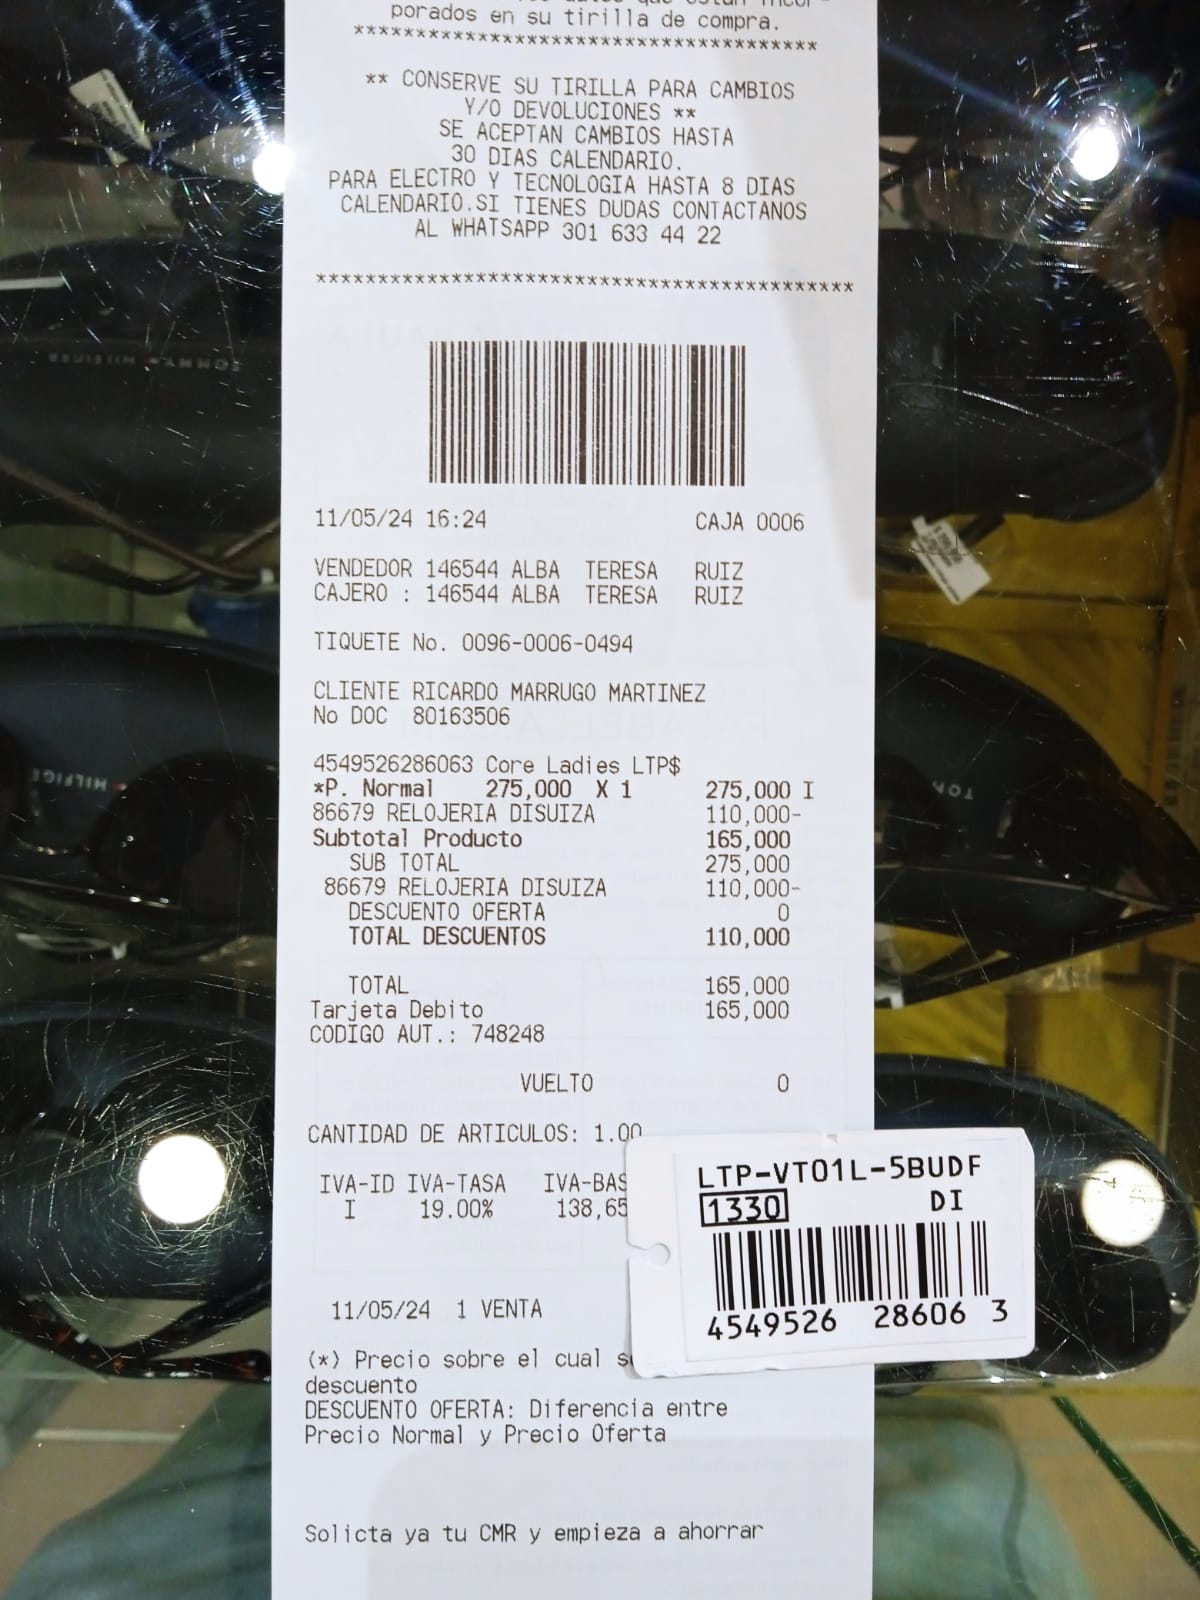 porados en su tirilla de compra.
**************************************
** CONSERVE SU TIRILLA PARA CAMBIOS
Y/O DEVOLUCIONES **
SE ACEPTAN CAMBIOS HASTA
30 DIAS CALENDARIO.
PARA ELECTRO Y TECNOLOGIA HASTA 8 DIAS
CALENDARIO.SI TIENES DUDAS CONTACTANOS
AL WHATSAPP 301 633 44 22
********************************************
11/05/24 16:24 CAJA 0006
VENDEDOR 146544 ALBA TERESA RUIZ
CAJERO : 146544 ALBA TERESA RUIZ
TIQUETE No. 0096-0006-0494
CLIENTE RICARDO MARRUGO MARTINEZ
No DOC 80163506
4549526286063 Core Ladies LTP$
*P. Normal 275,000 X 1 275,000 I
86679 RELOJERIA DISUIZA 110,000-
Subtotal Producto 165,000
SUB TOTAL 275,000
86679 RELOJERIA DISUIZA 110,000-
DESCUENTO OFERTA 0
TOTAL DESCUENTOS 110,000
TOTAL 165,000
Tarjeta Debito 165,000
CODIGO AUT.: 748248
VUELTO 0
CANTIDAD DE ARTICULOS: 1.00
IVA-ID IVA-TASA IVA-BAS
I 19.00% 138,65
LTP-VT01L-5BUDF
1330 DI
4549526 28606 3
11/05/24 1 VENTA
(*) Precio sobre el cual s
descuento
DESCUENTO OFERTA: Diferencia entre
Precio Normal y Precio Oferta
Solicta ya tu CMR y empieza a ahorrar